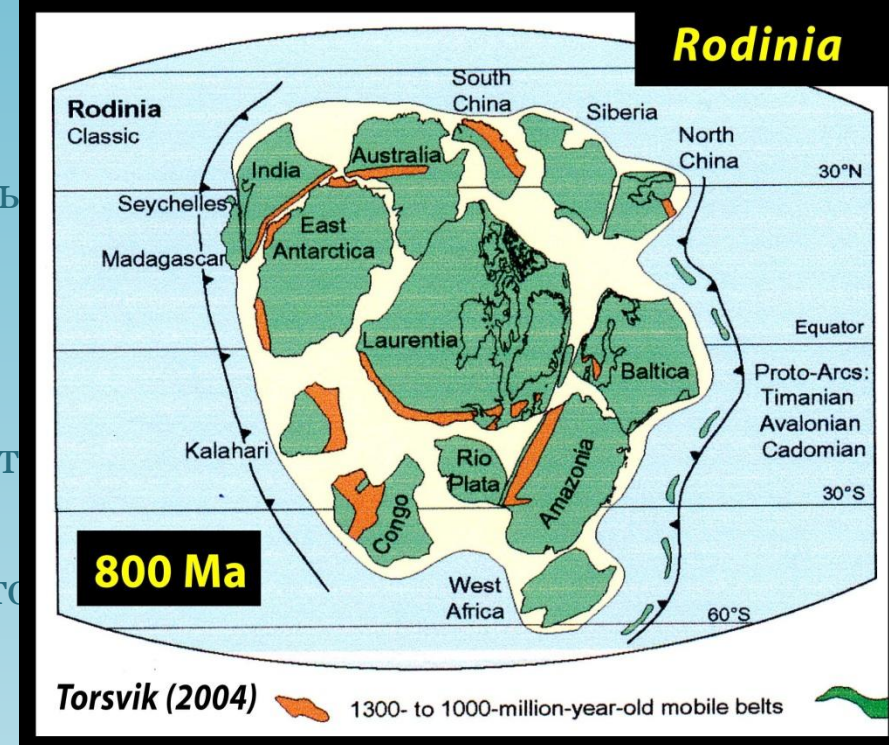 Rodinia
Rodinia
Classic
South
China
Siberia
North
China
India
Australia
30°N
Seychelles
East
Antarctica
Madagascar
Laurentia
Equator
Baltica
Proto-Arcs:
Timanian
Avalonian
Cadomian
Kalahari
Rio
Plata
Amazonia
30°S
Congo
800 Ma
West
Africa
60°S
Torsvik (2004)
1300- to 1000-million-year-old mobile belts